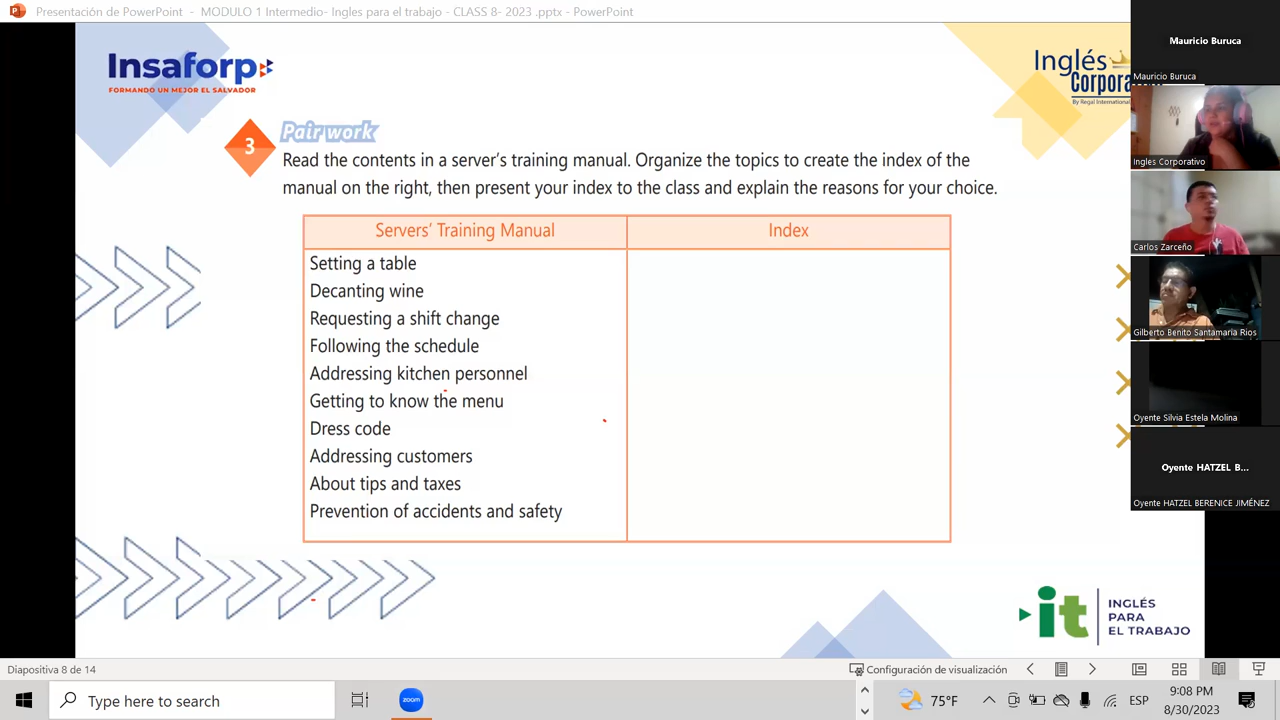 Presentación de PowerPoint - MODULO 1 Intermedio- Ingles para el trabajo - CLASS 8- 2023 .pptx - PowerPoint
Insaforp
FORMANDO UN MEJOR EL SALVADOR
Inglés
Corpora
By Regal International
3
Pair work
Read the contents in a server's training manual. Organize the topics to create the index of the
manual on the right, then present your index to the class and explain the reasons for your choice.
Servers' Training Manual
Index
Setting a table
Decanting wine
Requesting a shift change
Following the schedule
Addressing kitchen personnel
Getting to know the menu
Dress code
Addressing customers
About tips and taxes
Prevention of accidents and safety
it
INGLÉS
PARA
EL TRABAJO
Mauricio Buruca
Mauricio Buruca
Ingles Corporativo
Carlos Zarceño
Gilberto Benito Santamaria Rios
Oyente Silvia Estela Molina
Oyente HATZEL B...
Oyente HATZEL BERENICE JIMÉNEZ
Diapositiva 8 de 14
Configuración de visualización
Type here to search
zoom
75°F
ESP
9:08 PM
8/30/2023